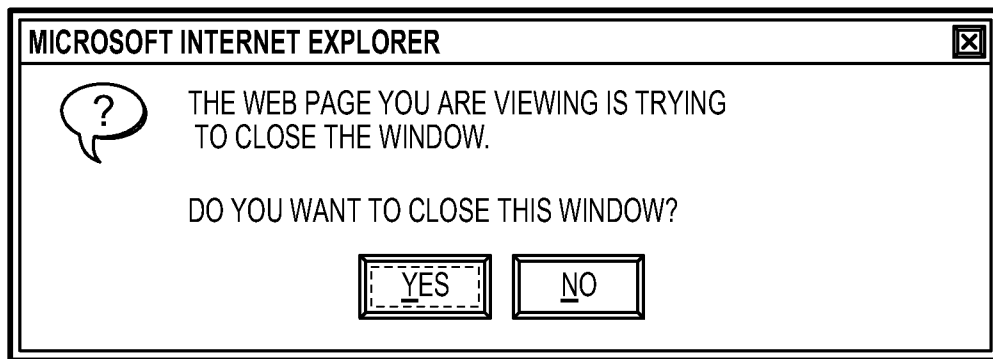 MICROSOFT INTERNET EXPLORER
?
THE WEB PAGE YOU ARE VIEWING IS TRYING
TO CLOSE THE WINDOW.
DO YOU WANT TO CLOSE THIS WINDOW?
YES NO